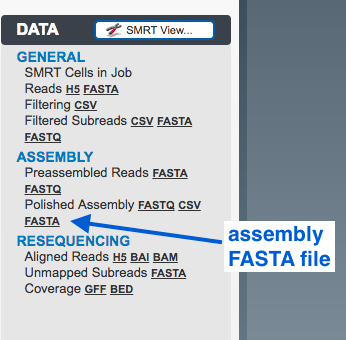 DATA SMRT View...
GENERAL
SMRT Cells in Job
Reads H5 FASTA
Filtering CSV
Filtered Subreads CSV FASTA
FASTQ
ASSEMBLY
Preassembled Reads FASTA
FASTQ
Polished Assembly FASTQ CSV
FASTA
assembly
FASTA file
RESEQUENCING
Aligned Reads H5 BAI BAM
Unmapped Subreads FASTA
Coverage GFF BED